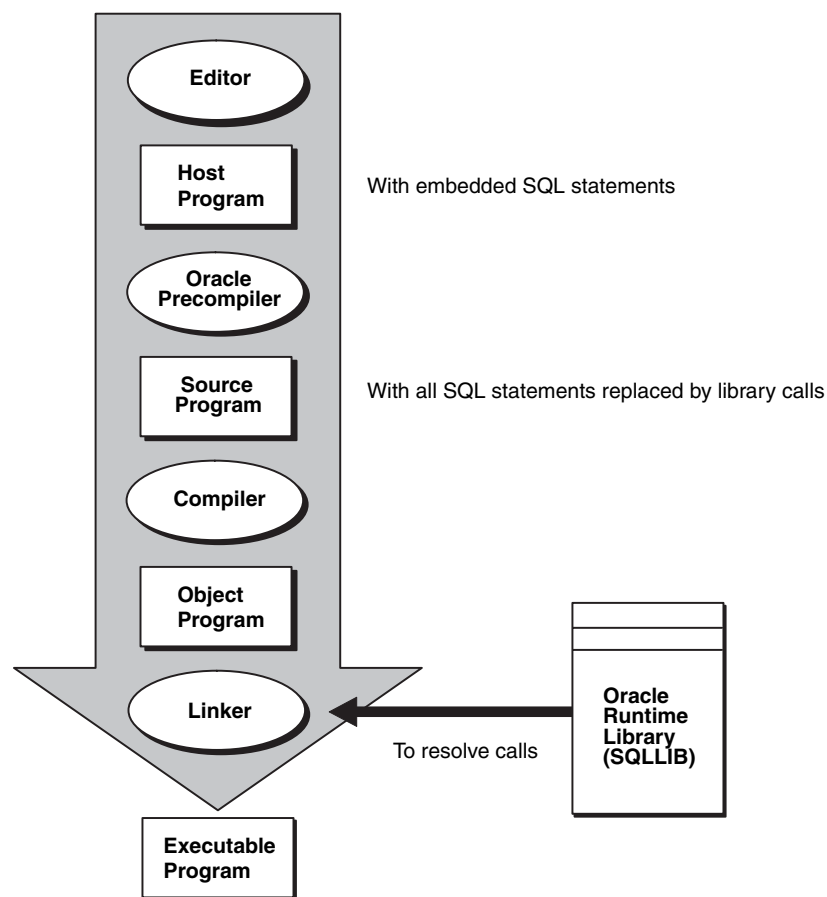 Editor
Host
Program
With embedded SQL statements
Oracle
Precompiler
Source
Program
With all SQL statements replaced by library calls
Compiler
Object
Program
Linker
To resolve calls
Oracle
Runtime
Library
(SQLLIB)
Executable
Program